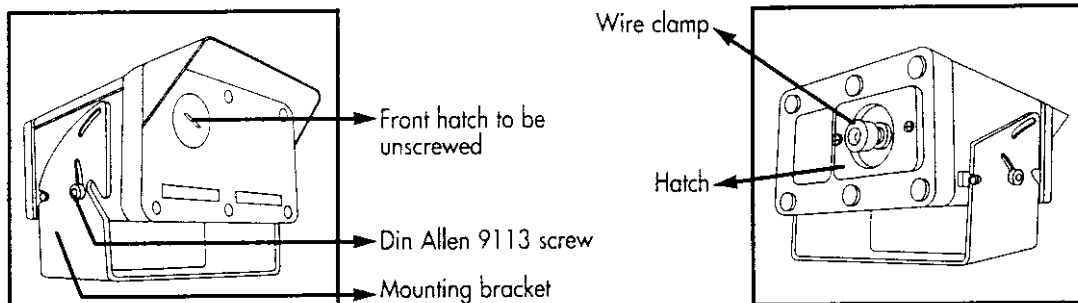 Wire clamp
Front hatch to be
unscrewed
Hatch
Din Allen 9113 screw
Mounting bracket